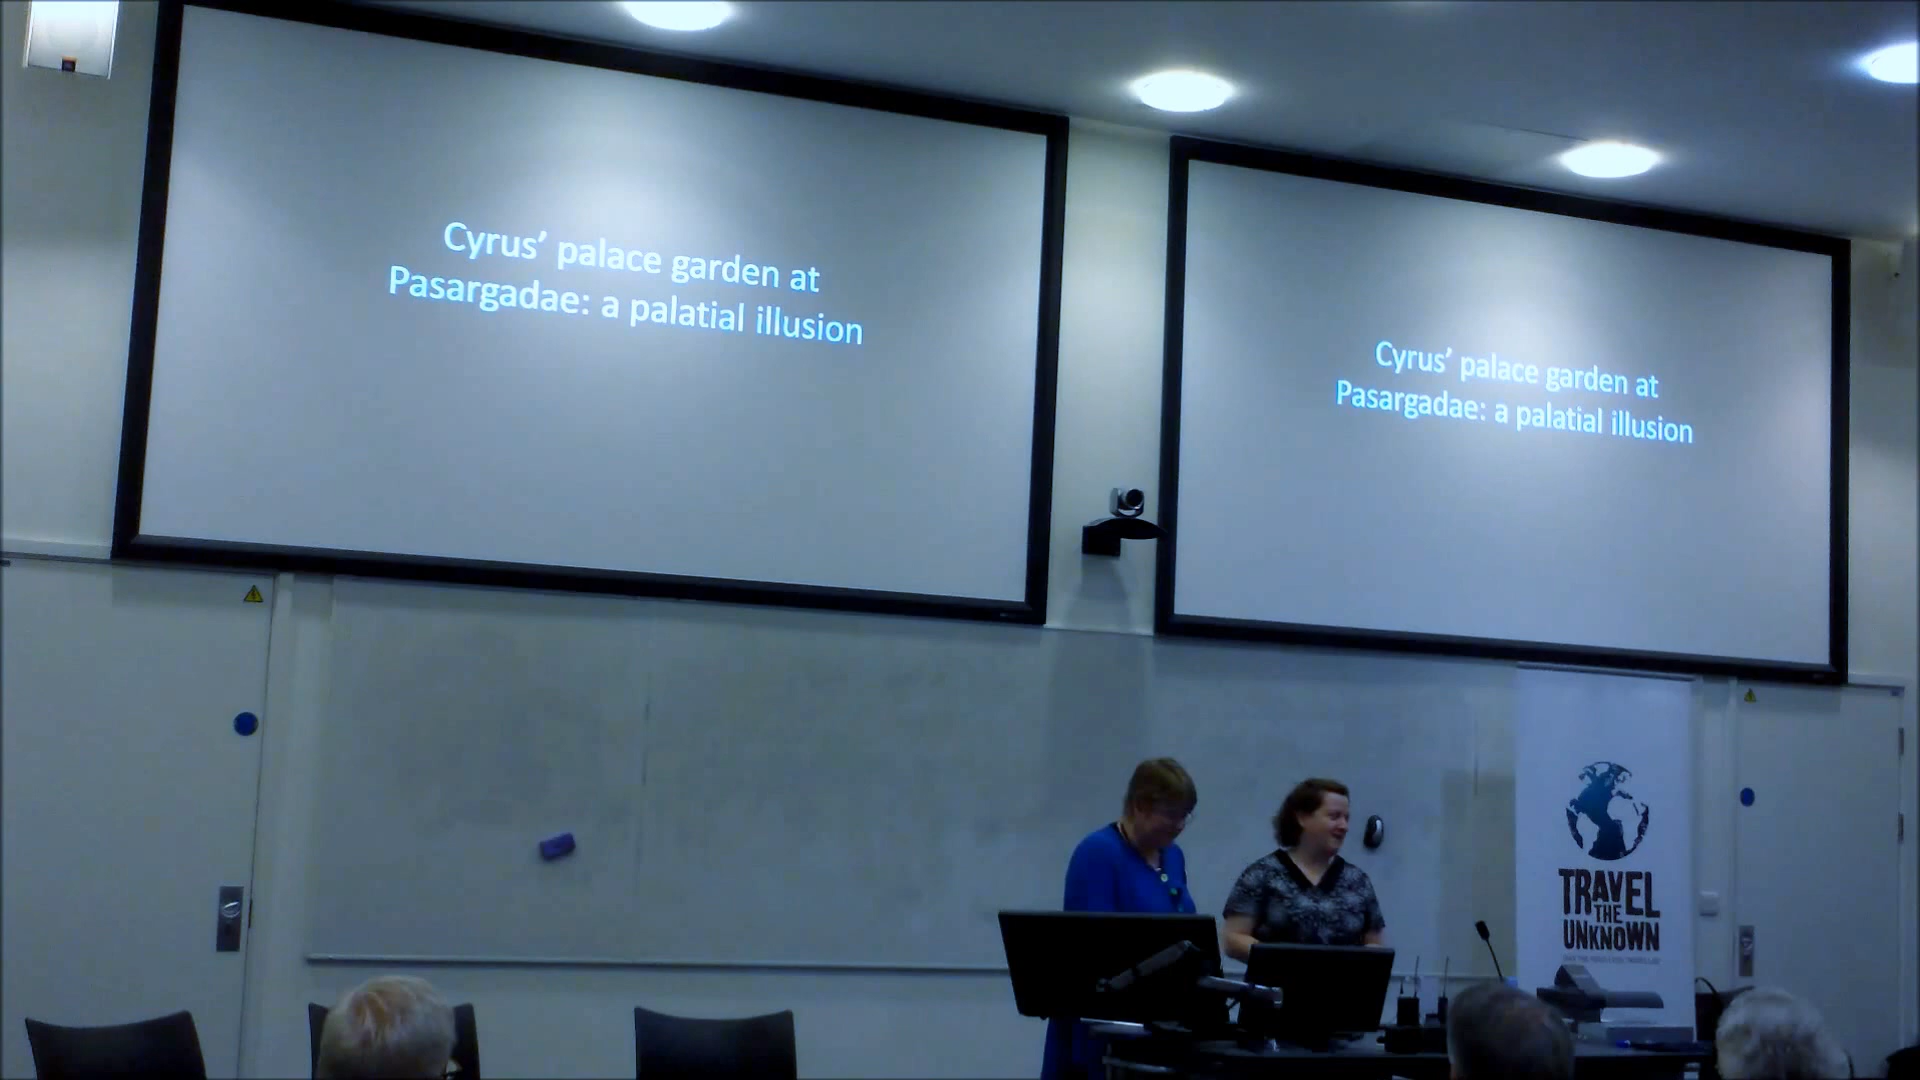 Cyrus’ palace garden at
Pasargadae: a palatial illusion
Cyrus’ palace garden at
Pasargadae: a palatial illusion
TRAVEL
THE
UNKNOWN